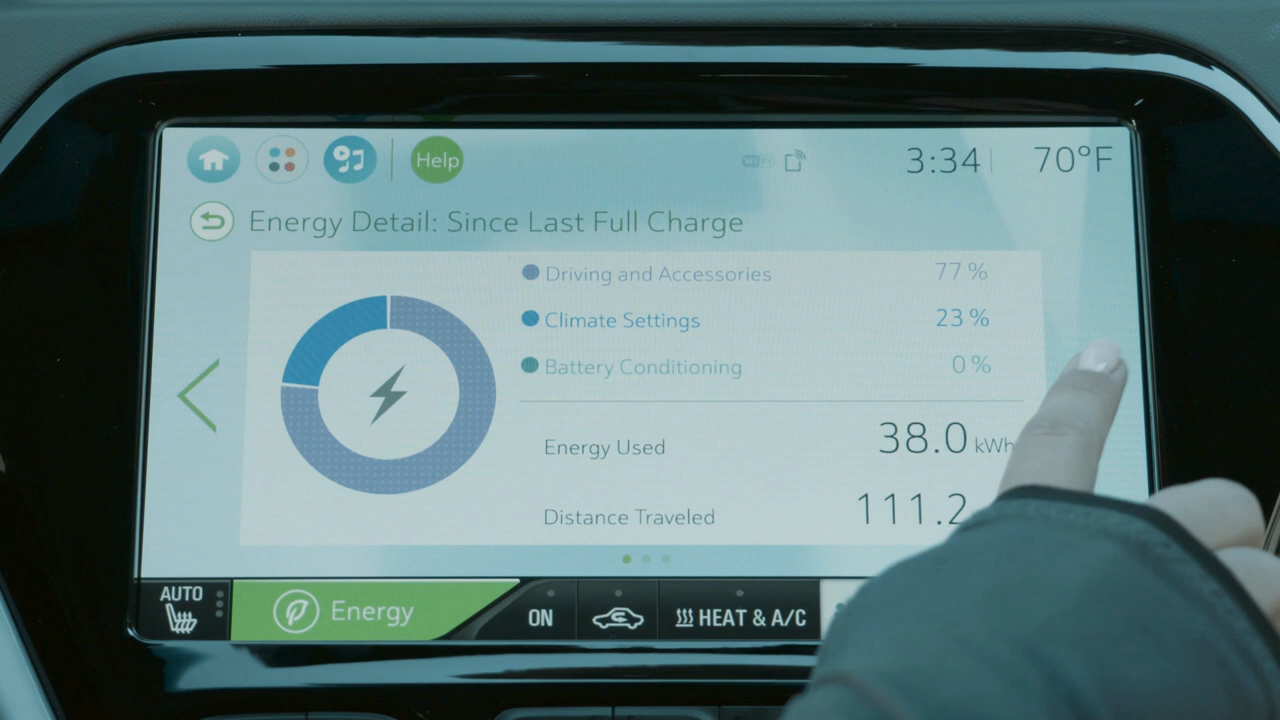 Help
3:34 70°F
Energy Detail: Since Last Full Charge
Driving and Accessories 77 %
Climate Settings 23 %
Battery Conditioning 0 %
Energy Used 38.0 kWh
Distance Traveled 111.2
AUTO
Energy
ON
HEAT & A/C